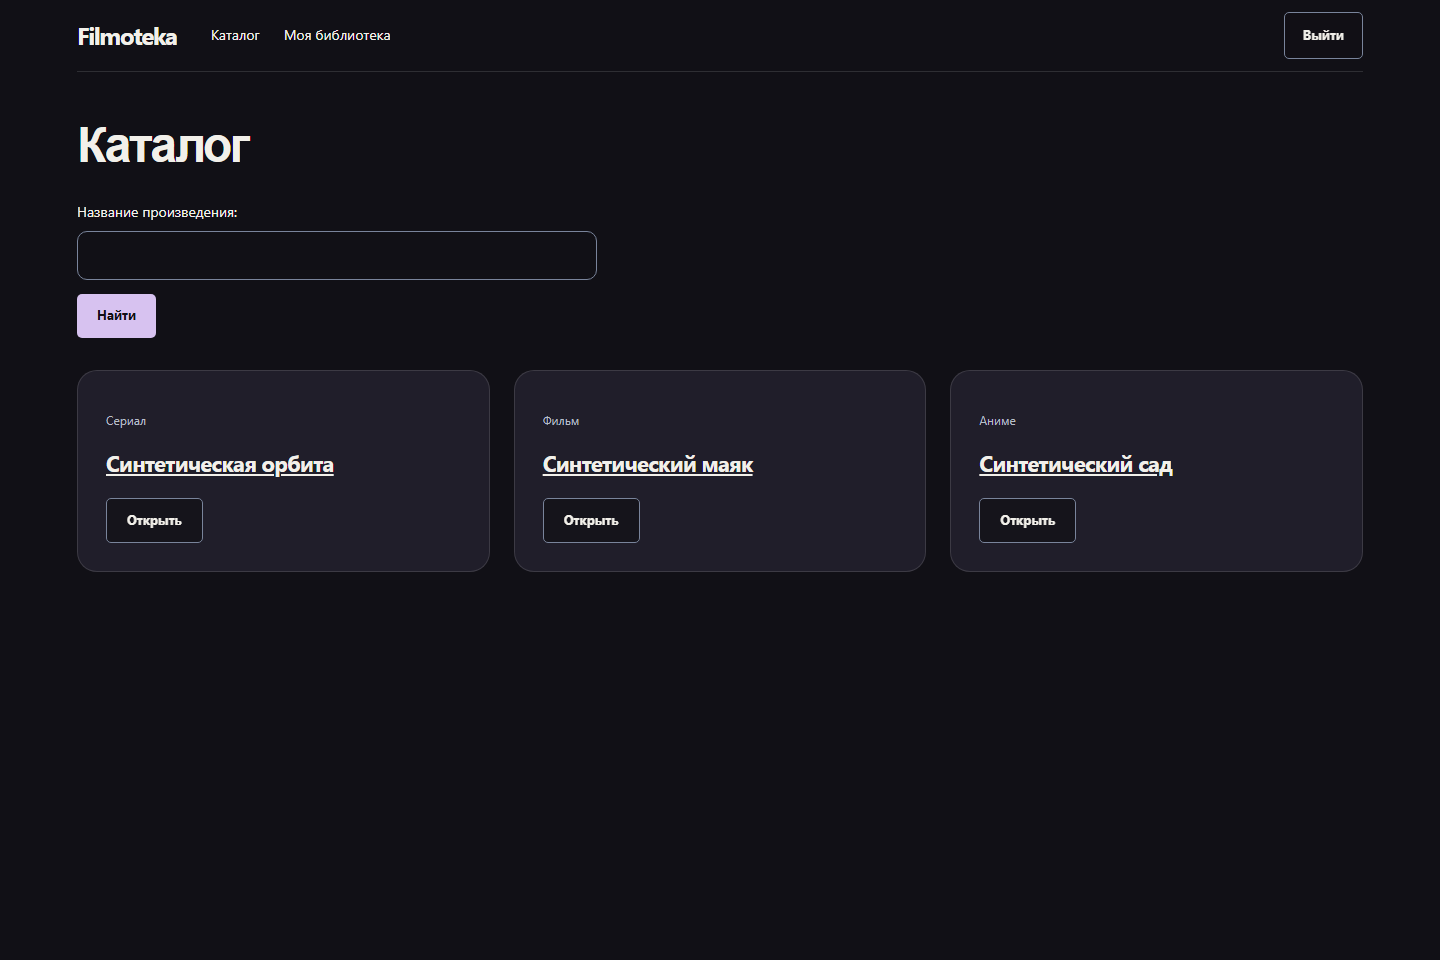 Filmoteka Каталог Моя библиотека Выйти
Каталог
Название произведения:
Найти
Сериал
Синтетическая орбита
Открыть
Фильм
Синтетический маяк
Открыть
Аниме
Синтетический сад
Открыть